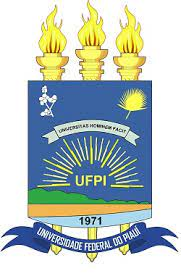 UNIVERSITAS HOMINEM FACIT
UFPI
1971
UNIVERSIDADE FEDERAL DO PIAUÍ